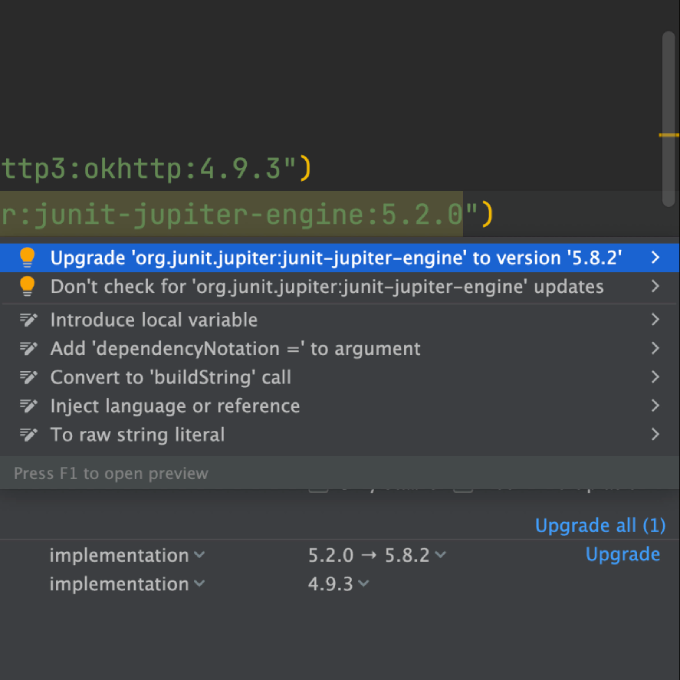 ttp3:okhttp:4.9.3")
r:junit-jupiter-engine:5.2.0")
Upgrade 'org.junit.jupiter:junit-jupiter-engine' to version '5.8.2'
Don't check for 'org.junit.jupiter:junit-jupiter-engine' updates
Introduce local variable
Add 'dependencyNotation =' to argument
Convert to 'buildString' call
Inject language or reference
To raw string literal
Press F1 to open preview
Upgrade all (1)
implementation 5.2.0 → 5.8.2 Upgrade
implementation 4.9.3